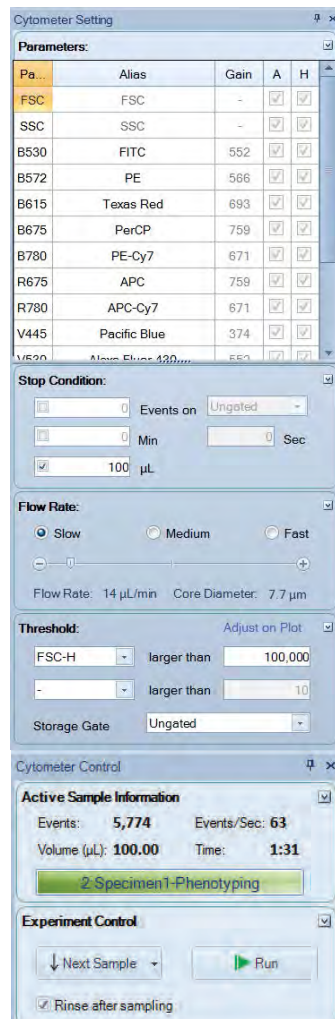 Cytometer Setting
Parameters:
Pa... Alias Gain A H
FSC FSC -
SSC SSC -
B530 FITC 552
B572 PE 566
B615 Texas Red 693
B675 PerCP 759
B780 PE-Cy7 671
R675 APC 759
R780 APC-Cy7 671
V445 Pacific Blue 374
Stop Condition:
0 Events on Ungated
0 Min 0 Sec
100 µL
Flow Rate:
Slow Medium Fast
Flow Rate: 14 µL/min Core Diameter: 7.7 µm
Threshold: Adjust on Plot
FSC-H larger than 100,000
- larger than 10
Storage Gate Ungated
Cytometer Control
Active Sample Information
Events: 5,774 Events/Sec: 63
Volume (µL): 100.00 Time: 1:31
2:Specimen1-Phenotyping
Experiment Control
Next Sample Run
Rinse after sampling